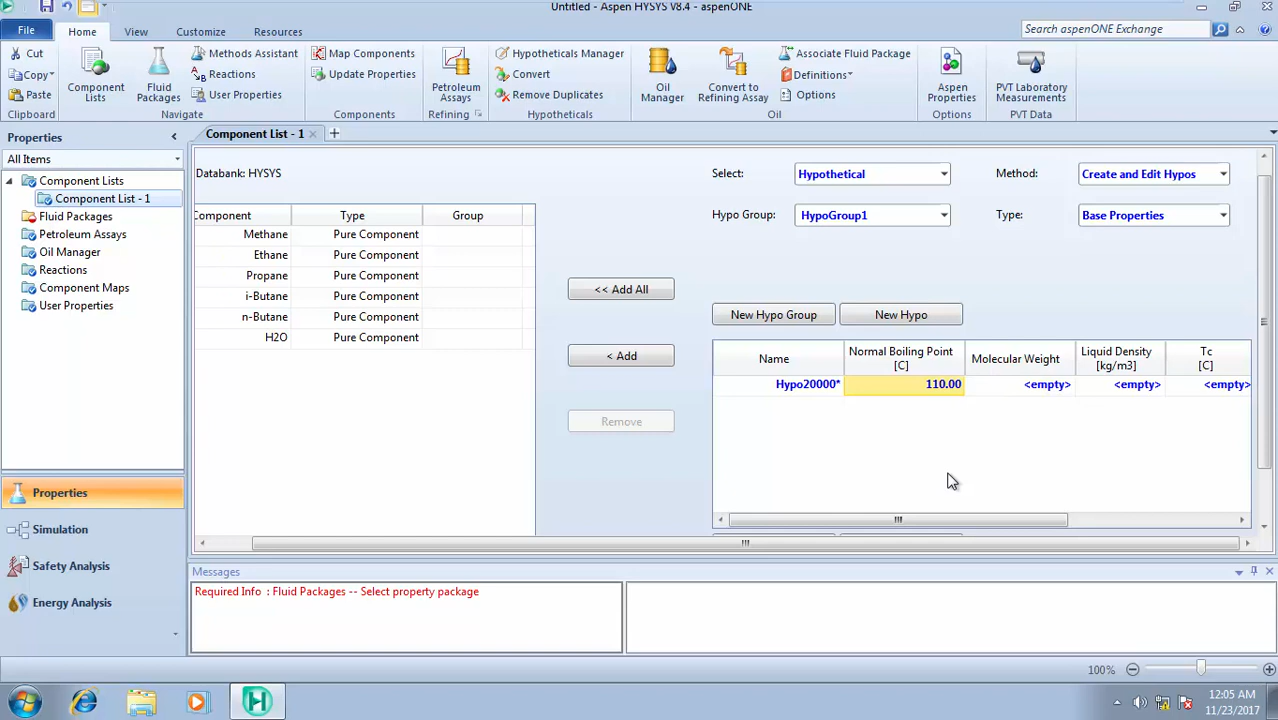 Untitled - Aspen HYSYS V8.4 - aspenONE
File
Home
View
Customize
Resources
Search aspenONE Exchange
Cut
Copy
Paste
Clipboard
Component Lists
Fluid Packages
Methods Assistant
Reactions
User Properties
Navigate
Map Components
Update Properties
Components
Petroleum Assays
Refining
Hypotheticals Manager
Convert
Remove Duplicates
Hypotheticals
Oil Manager
Convert to Refining Assay
Associate Fluid Package
Definitions
Options
Oil
Aspen Properties
Options
PVT Laboratory Measurements
PVT Data
Properties
All Items
Component Lists
Component List - 1
Fluid Packages
Petroleum Assays
Oil Manager
Reactions
Component Maps
User Properties
Properties
Simulation
Safety Analysis
Energy Analysis
Component List - 1
Databank: HYSYS
Select: Hypothetical
Method: Create and Edit Hypos
Hypo Group: HypoGroup1
Type: Base Properties
Component Type Group
Methane Pure Component
Ethane Pure Component
Propane Pure Component
i-Butane Pure Component
n-Butane Pure Component
H2O Pure Component
<< Add All
< Add
Remove
New Hypo Group
New Hypo
Name Normal Boiling Point [C] Molecular Weight Liquid Density [kg/m3] Tc [C]
Hypo20000* 110.00 <empty> <empty> <empty>
Messages
Required Info : Fluid Packages -- Select property package
100%
12:05 AM
11/23/2017